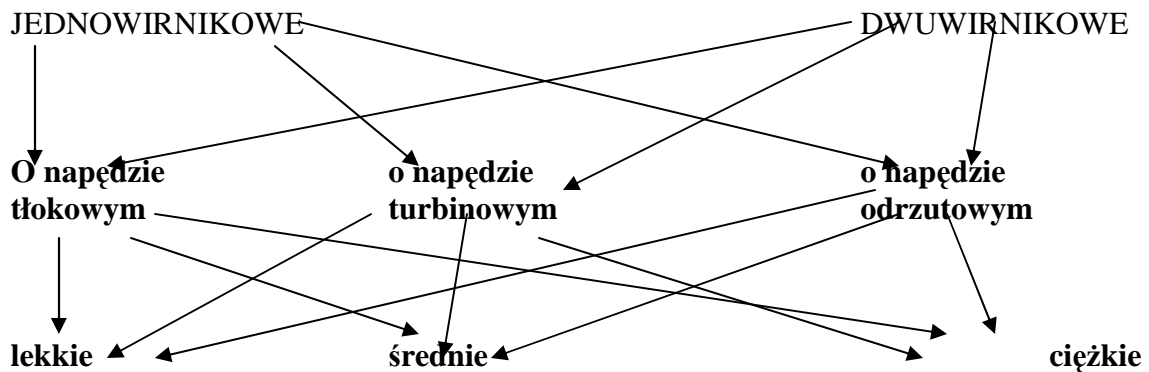 JEDNOWIRNIKOWE DWUWIRNIKOWE
O napędzie o napędzie o napędzie
tłokowym turbinowym odrzutowym
lekkie średnie ciężkie